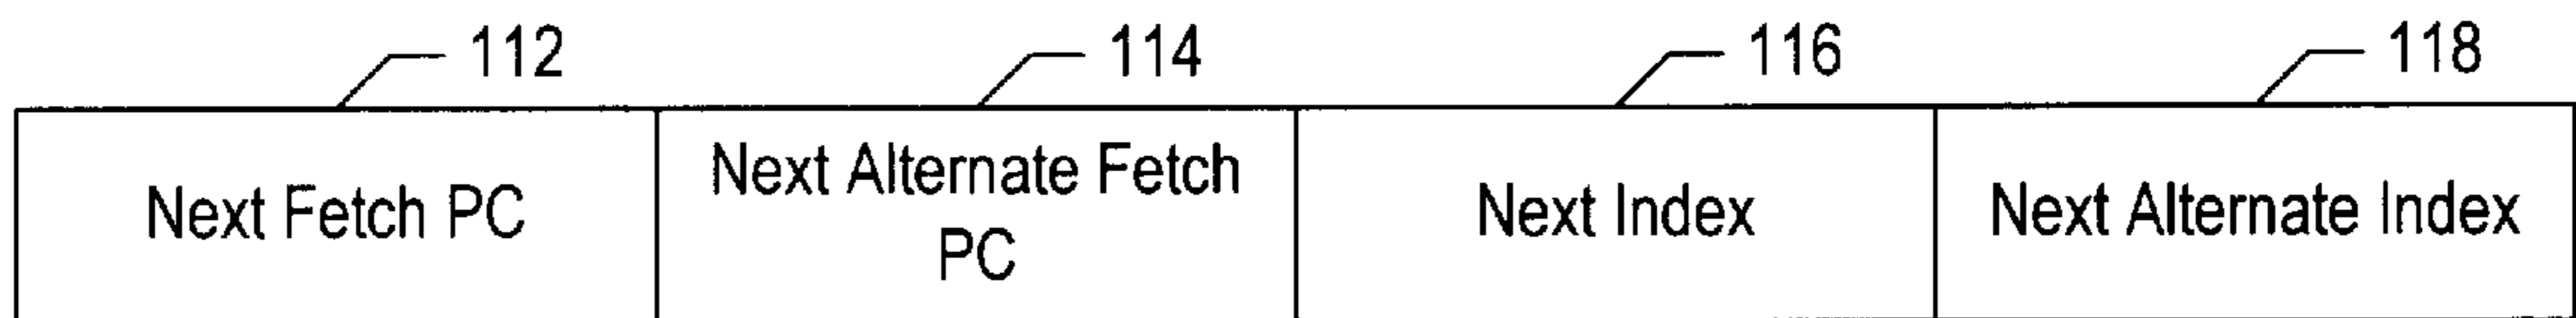 112 114 116 118
Next Fetch PC Next Alternate Fetch PC Next Index Next Alternate Index